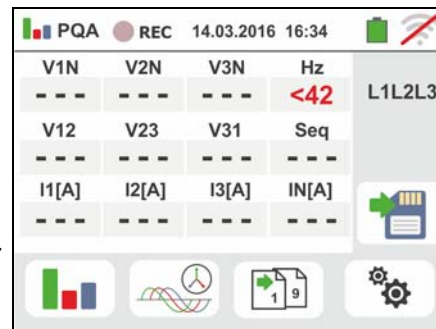 PQA REC 14.03.2016 16:34
V1N V2N V3N Hz
- - - - - - - - - <42 L1L2L3
V12 V23 V31 Seq
- - - - - - - - - - - -
I1[A] I2[A] I3[A] IN[A]
- - - - - - - - - - - -
1 9